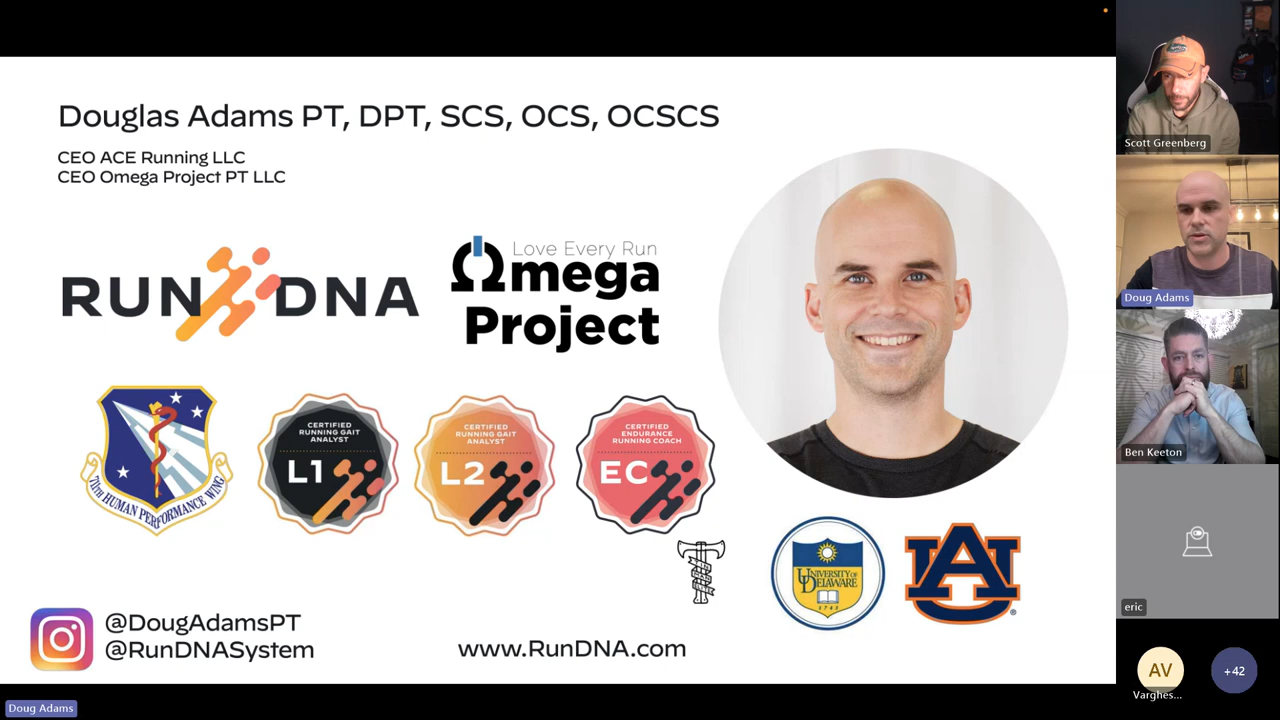 Douglas Adams PT, DPT, SCS, OCS, OCSCS
CEO ACE Running LLC
CEO Omega Project PT LLC
RUN DNA
Love Every Run
Ωmega
Project
711TH HUMAN PERFORMANCE WING
CERTIFIED
RUNNING GAIT
ANALYST
L1
CERTIFIED
RUNNING GAIT
ANALYST
L2
CERTIFIED
ENDURANCE
RUNNING COACH
EC
UNIVERSITY OF
DELAWARE
1743
AU
@DougAdamsPT
@RunDNASystem
www.RunDNA.com
Doug Adams
Scott Greenberg
Doug Adams
Ben Keeton
eric
AV
Varghes...
+42